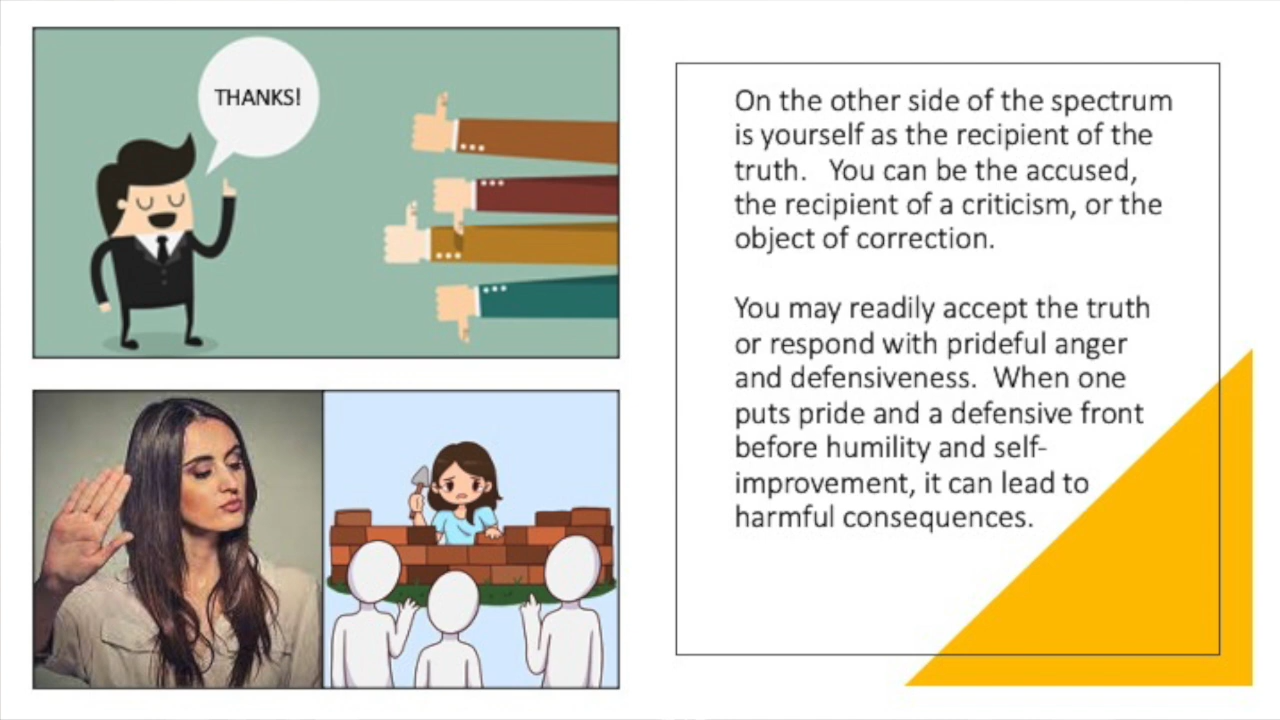 THANKS!
On the other side of the spectrum
is yourself as the recipient of the
truth.   You can be the accused,
the recipient of a criticism, or the
object of correction.
You may readily accept the truth
or respond with prideful anger
and defensiveness.  When one
puts pride and a defensive front
before humility and self-
improvement, it can lead to
harmful consequences.